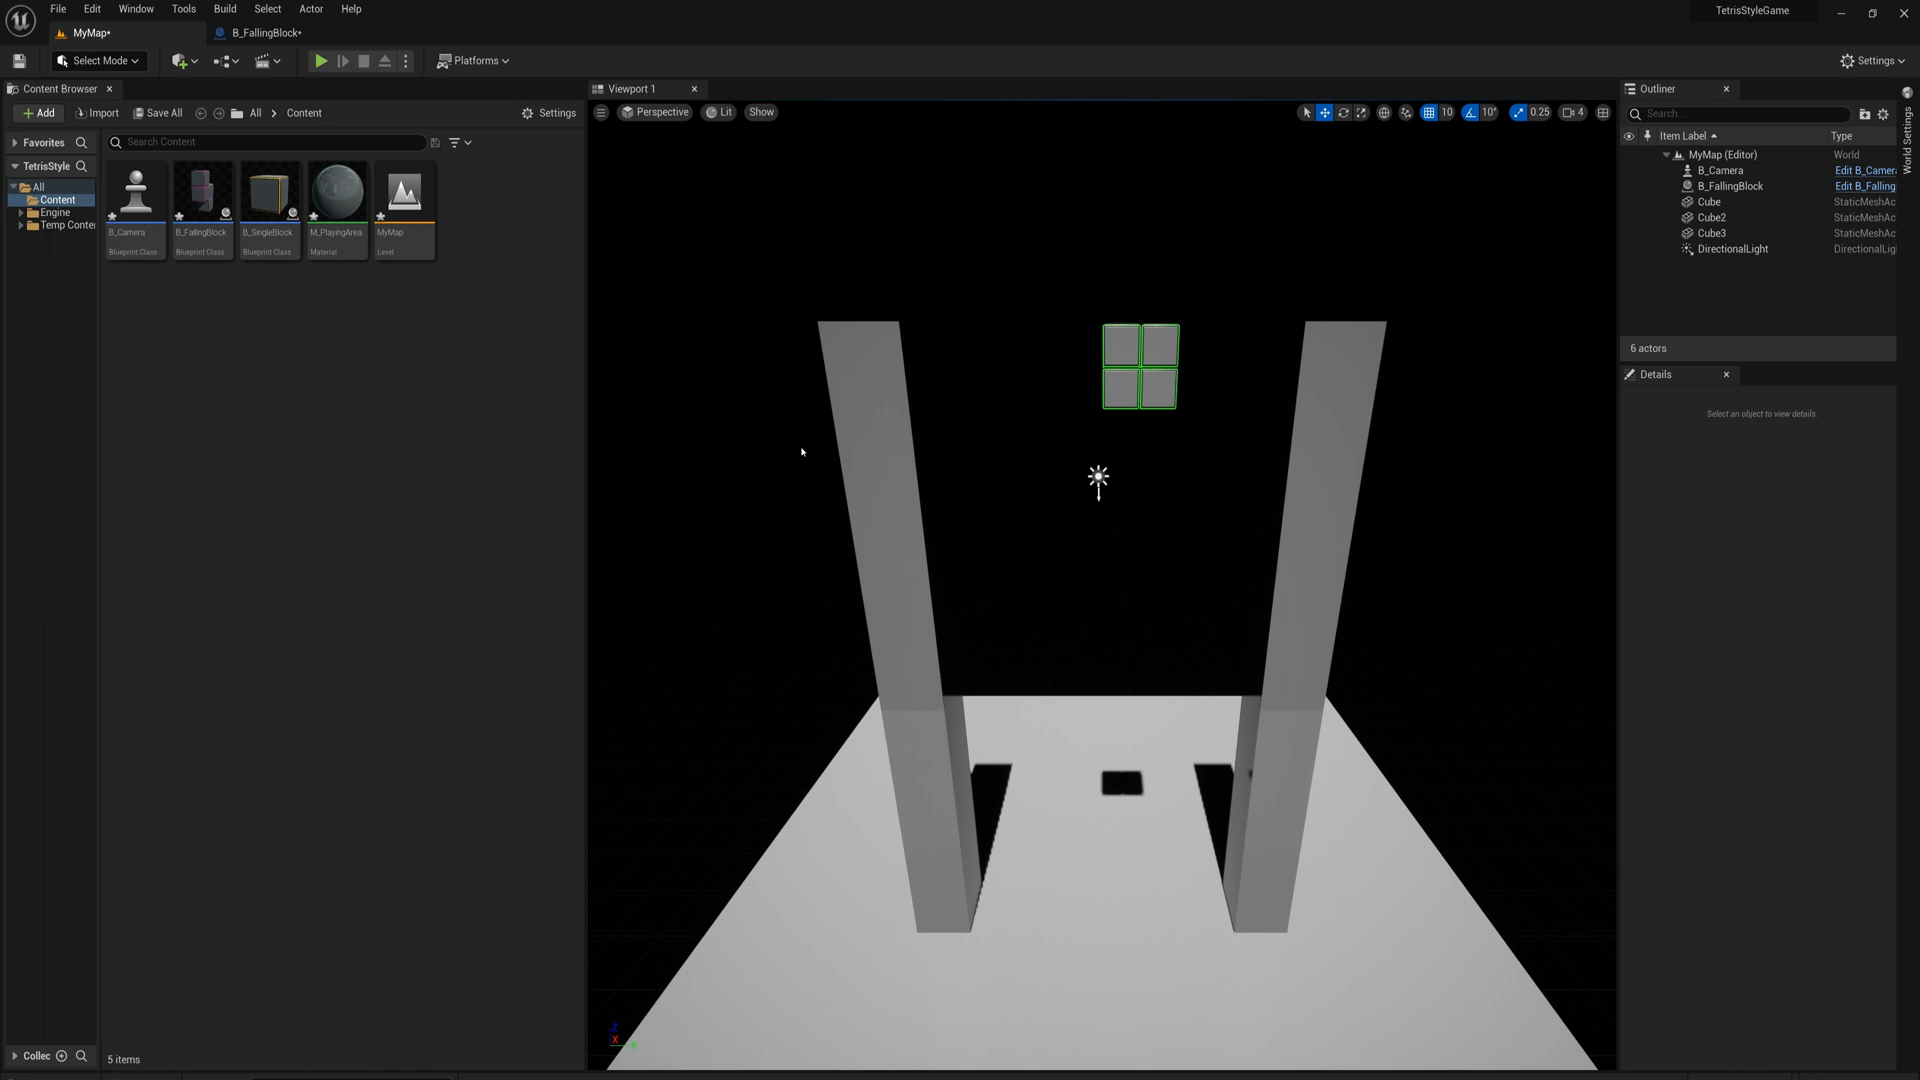 File Edit Window Tools Build Select Actor Help
TetrisStyleGame
MyMap•
B_FallingBlock•
Select Mode
Platforms
Settings
Content Browser
Viewport 1
Outliner
Add
Import
Save All
All
Content
Settings
Perspective
Lit
Show
10
10°
0.25
4
Search...
World Settings
Favorites
Search Content
Item Label
Type
TetrisStyle
MyMap (Editor)
World
B_Camera
Edit B_Camer
B_FallingBlock
Edit B_Falling
Cube
StaticMeshAc
Cube2
StaticMeshAc
Cube3
StaticMeshAc
DirectionalLight
DirectionalLig
All
Content
Engine
Temp Conter
B_Camera
Blueprint Class
B_FallingBlock
Blueprint Class
B_SingleBlock
Blueprint Class
M_PlayingArea
Material
MyMap
Level
6 actors
Details
Select an object to view details.
Z
X
Y
Collec
5 items